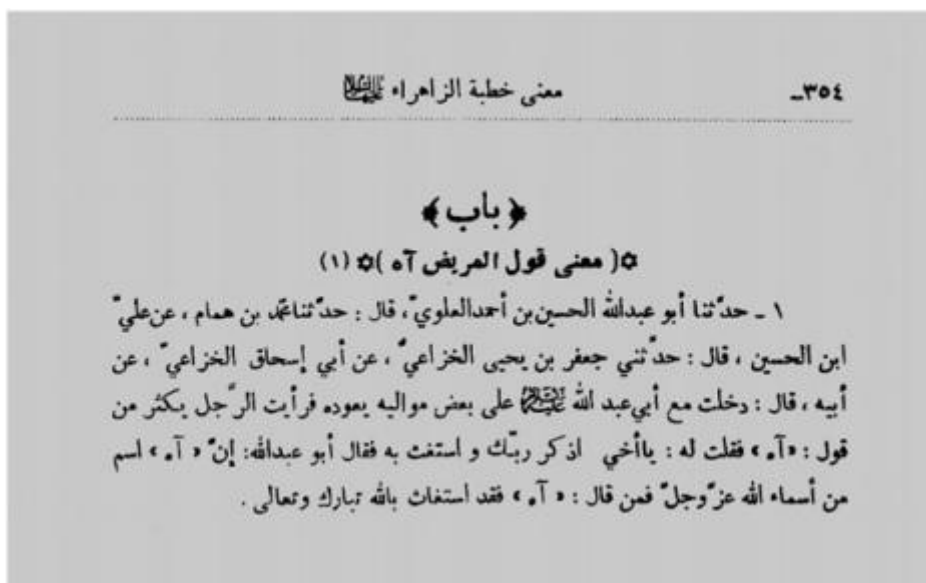 ٣٥٤ـ معنى خطبة الزاهراء عليها السلام
﴿ باب ﴾
✡( معنى قول المريض آه )✡ (١)
١ ـ حدّثنا أبو عبدالله الحسين بن أحمد العلويّ، قال : حدّثنا محمّد بن همام ، عن عليّ
ابن الحسين ، قال : حدّثني جعفر بن يحيى الخزاعيّ ، عن أبي إسحاق الخزاعيّ ، عن
أبيه ، قال : دخلت مع أبي عبد الله عليه السلام على بعض مواليه يعوده فرأيت الرّجل يكثر من
قول : «آه» فقلت له : ياأخي اذكر ربّك و استغث به فقال أبو عبدالله: إنّ « آه» اسم
من أسماء الله عزّوجلّ فمن قال : « آه» فقد استغاث بالله تبارك وتعالى .